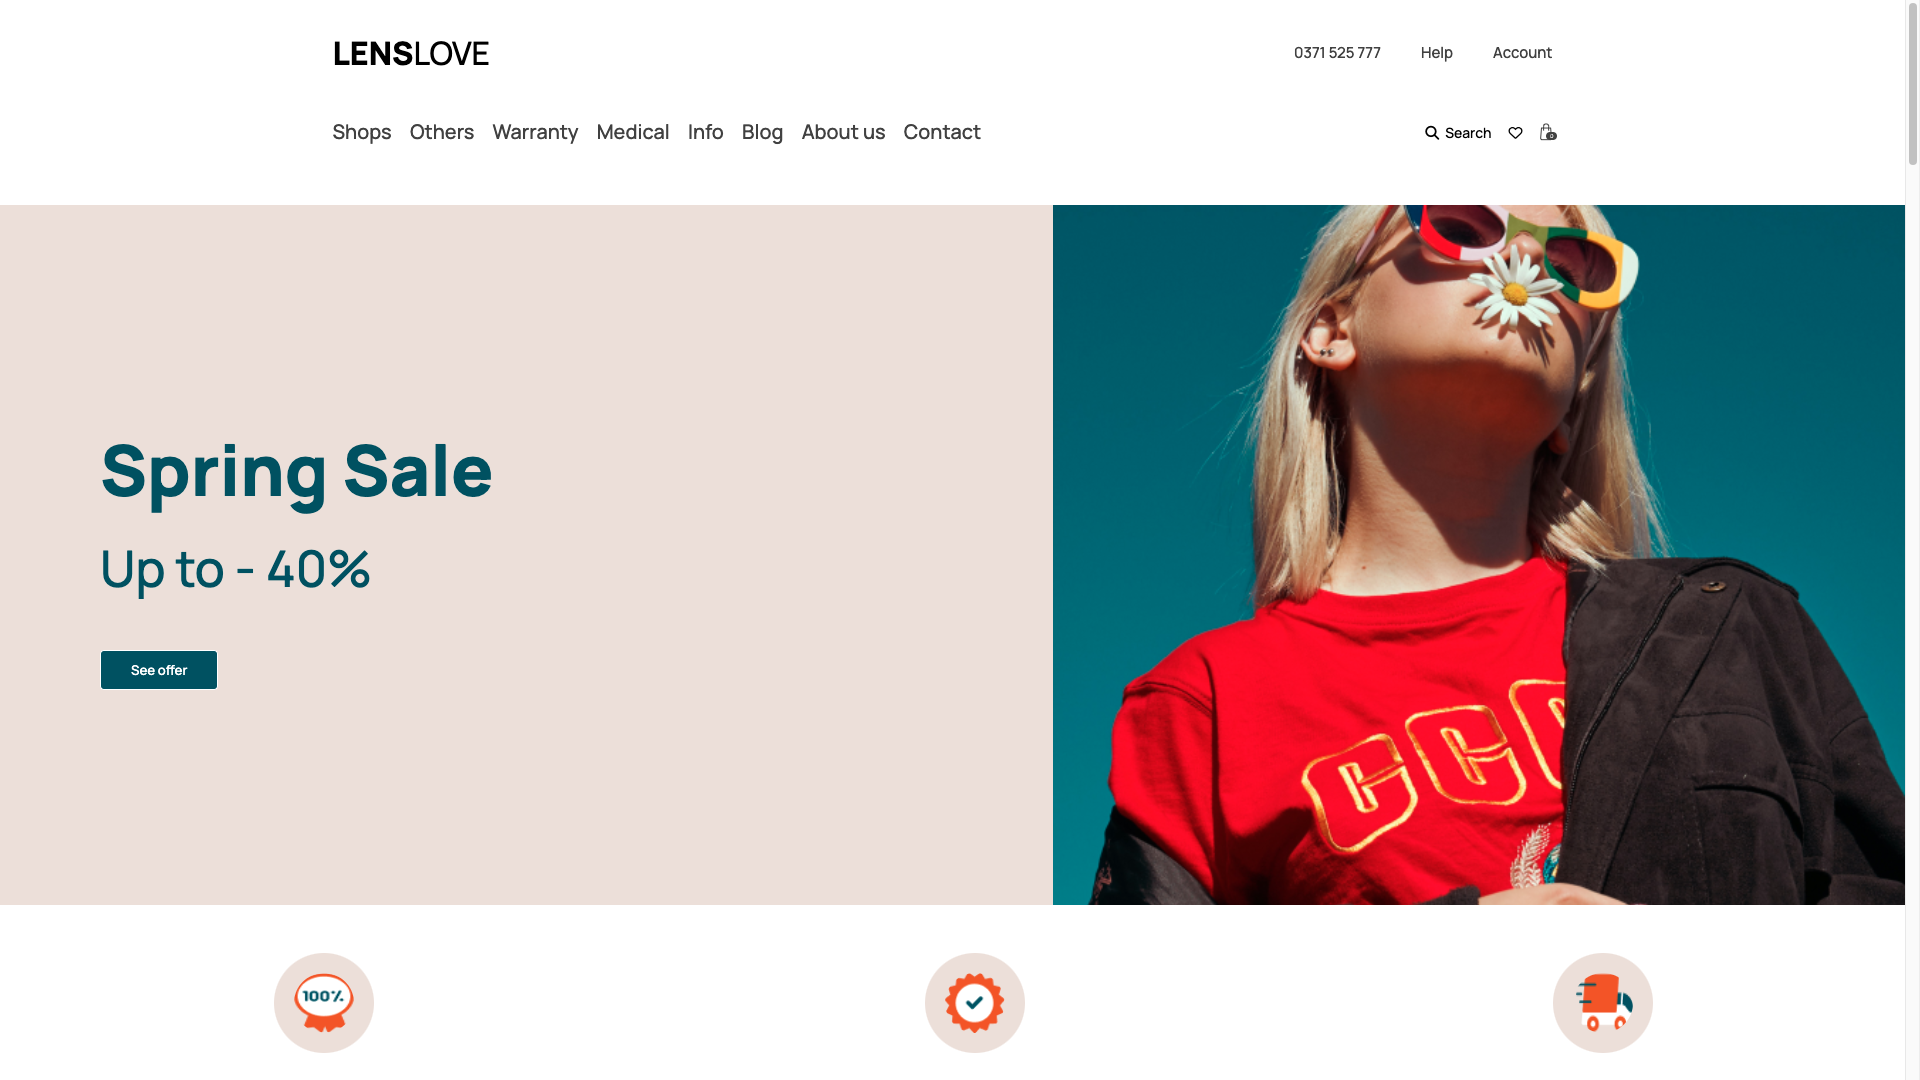 LENSLOVE
0371 525 777 Help Account
Shops Others Warranty Medical Info Blog About us Contact
Search
0
Spring Sale
Up to - 40%
See offer
100%